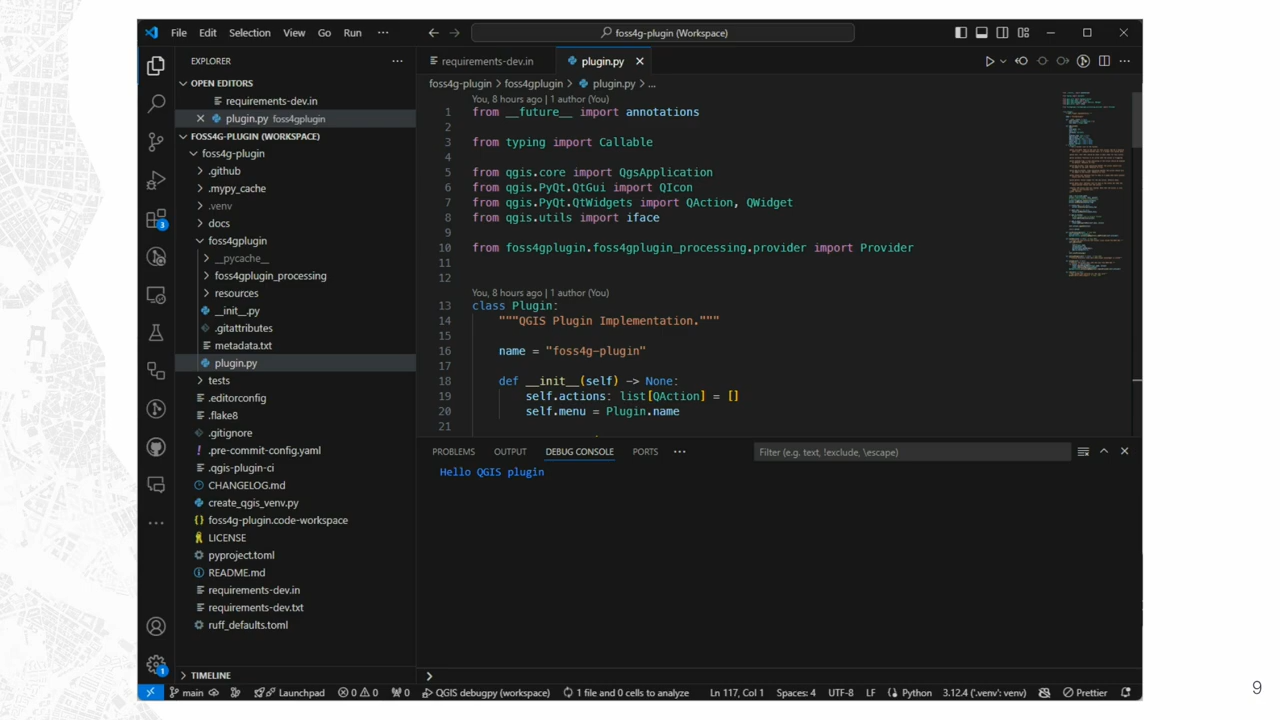 File Edit Selection View Go Run ··· foss4g-plugin (Workspace)
EXPLORER
OPEN EDITORS
requirements-dev.in
plugin.py foss4gplugin
FOSS4G-PLUGIN (WORKSPACE)
foss4g-plugin
.github
.mypy_cache
.venv
docs
foss4gplugin
__pycache__
foss4gplugin_processing
resources
__init__.py
.gitattributes
metadata.txt
plugin.py
tests
.editorconfig
.flake8
.gitignore
.pre-commit-config.yaml
.qgis-plugin-ci
CHANGELOG.md
create_qgis_venv.py
foss4g-plugin.code-workspace
LICENSE
pyproject.toml
README.md
requirements-dev.in
requirements-dev.txt
ruff_defaults.toml
TIMELINE
3
1
requirements-dev.in plugin.py
foss4g-plugin > foss4gplugin > plugin.py > ...
You, 8 hours ago | 1 author (You)
1 from __future__ import annotations
2
3 from typing import Callable
4
5 from qgis.core import QgsApplication
6 from qgis.PyQt.QtGui import QIcon
7 from qgis.PyQt.QtWidgets import QAction, QWidget
8 from qgis.utils import iface
9
10 from foss4gplugin.foss4gplugin_processing.provider import Provider
11
12
You, 8 hours ago | 1 author (You)
13 class Plugin:
14 """QGIS Plugin Implementation."""
15
16 name = "foss4g-plugin"
17
18 def __init__(self) -> None:
19 self.actions: list[QAction] = []
20 self.menu = Plugin.name
21
PROBLEMS OUTPUT DEBUG CONSOLE PORTS ··· Filter (e.g. text, !exclude, \escape)
Hello QGIS plugin
>
main Launchpad 0 0 0 QGIS debugpy (workspace) 1 file and 0 cells to analyze Ln 117, Col 1 Spaces: 4 UTF-8 LF Python 3.12.4 ('.venv': venv) Prettier
9